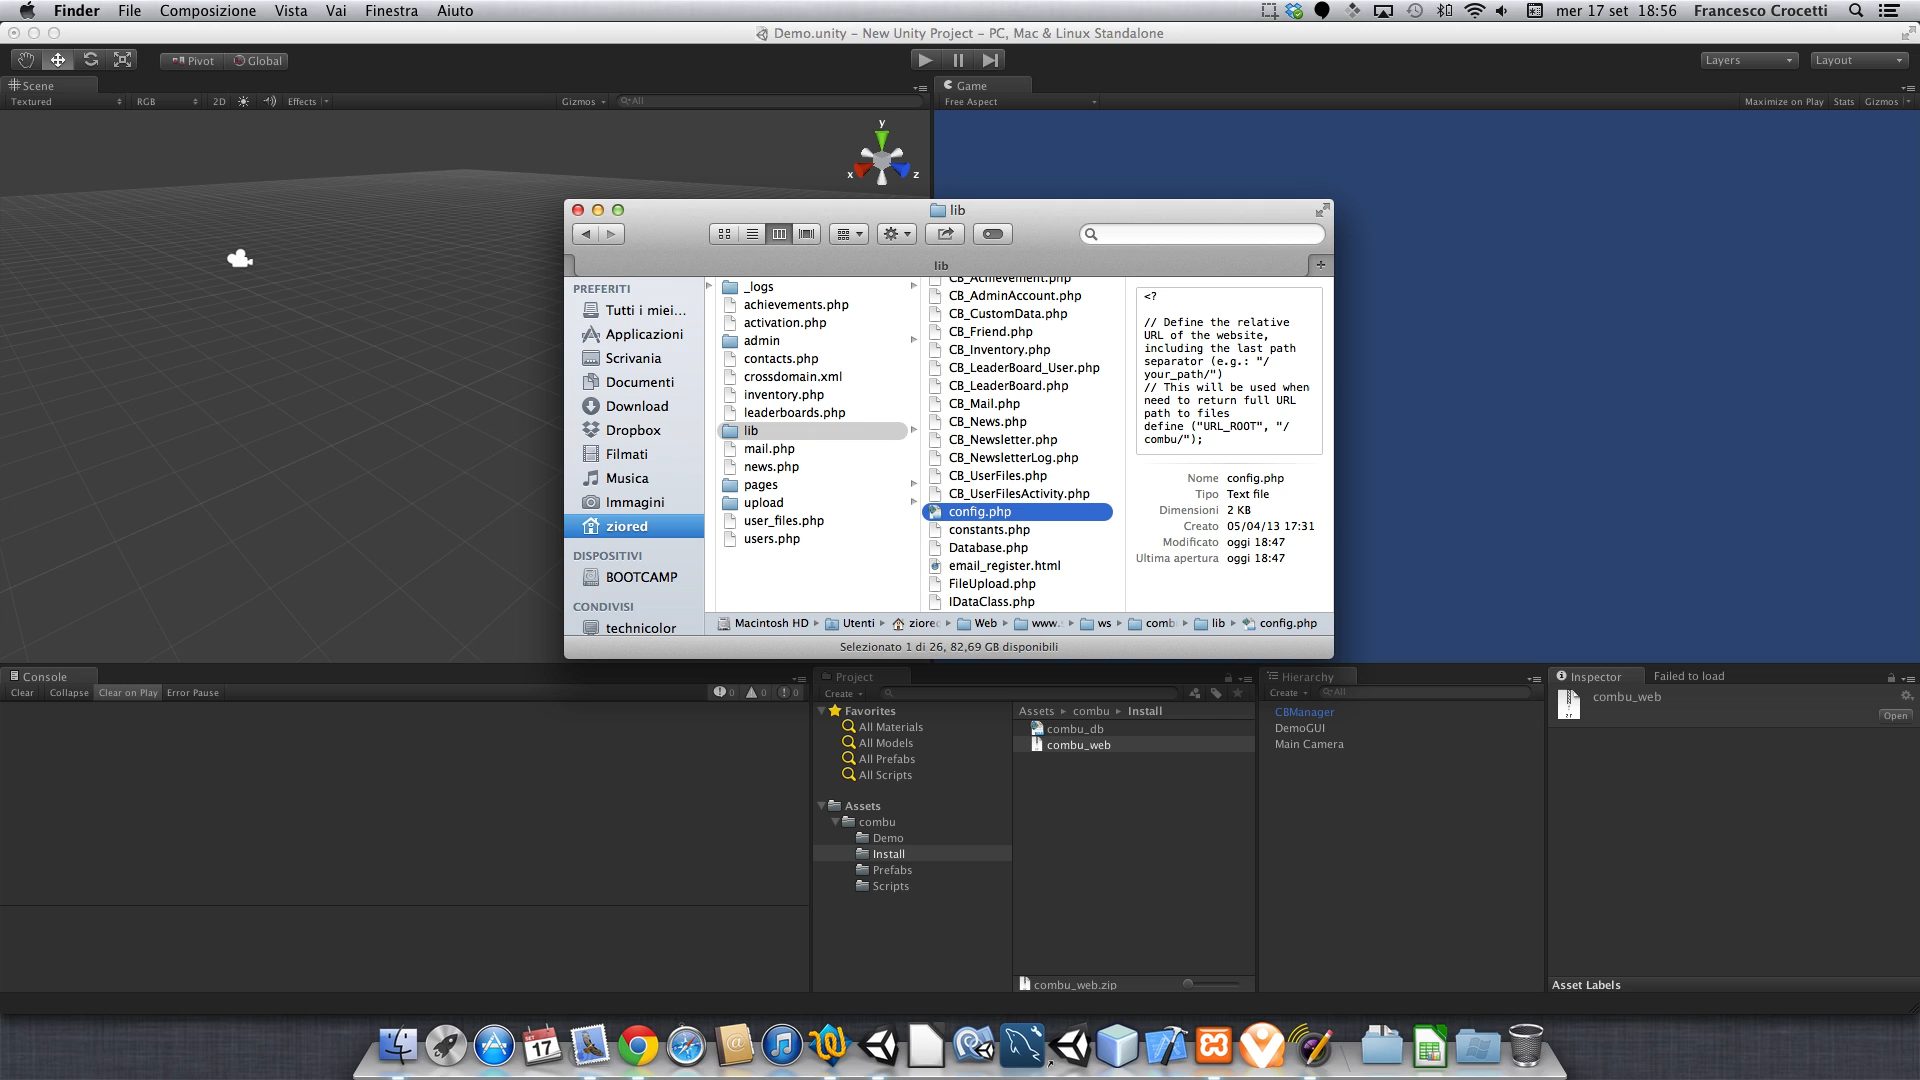 Finder File Composizione Vista Vai Finestra Aiuto
mer 17 set 18:56 Francesco Crocetti
Demo.unity – New Unity Project – PC, Mac & Linux Standalone
Pivot Global
Layers Layout
Scene
Textured RGB 2D Effects Gizmos All
Game
Free Aspect Maximize on Play Stats Gizmos
y
x z
lib
lib
PREFERITI
Tutti i miei...
Applicazioni
Scrivania
Documenti
Download
Dropbox
Filmati
Musica
Immagini
ziored
DISPOSITIVI
BOOTCAMP
CONDIVISI
technicolor
_logs
achievements.php
activation.php
admin
contacts.php
crossdomain.xml
inventory.php
leaderboards.php
lib
mail.php
news.php
pages
upload
user_files.php
users.php
CB_Achievement.php
CB_AdminAccount.php
CB_CustomData.php
CB_Friend.php
CB_Inventory.php
CB_LeaderBoard_User.php
CB_LeaderBoard.php
CB_Mail.php
CB_News.php
CB_Newsletter.php
CB_NewsletterLog.php
CB_UserFiles.php
CB_UserFilesActivity.php
config.php
constants.php
Database.php
email_register.html
FileUpload.php
IDataClass.php
<?
// Define the relative
URL of the website,
including the last path
separator (e.g.: "/
your_path/")
// This will be used when
need to return full URL
path to files
define ("URL_ROOT", "/
combu/");
Nome config.php
Tipo Text file
Dimensioni 2 KB
Creato 05/04/13 17:31
Modificato oggi 18:47
Ultima apertura oggi 18:47
Macintosh HD Utenti ziored Web www. ws comb lib config.php
Selezionato 1 di 26, 82,69 GB disponibili
Console
Clear Collapse Clear on Play Error Pause 0 0 0
Project
Create
Favorites
All Materials
All Models
All Prefabs
All Scripts
Assets
combu
Demo
Install
Prefabs
Scripts
Assets combu Install
combu_db
combu_web
combu_web.zip
Hierarchy
Create All
CBManager
DemoGUI
Main Camera
Inspector Failed to load
combu_web
Open
Asset Labels
17